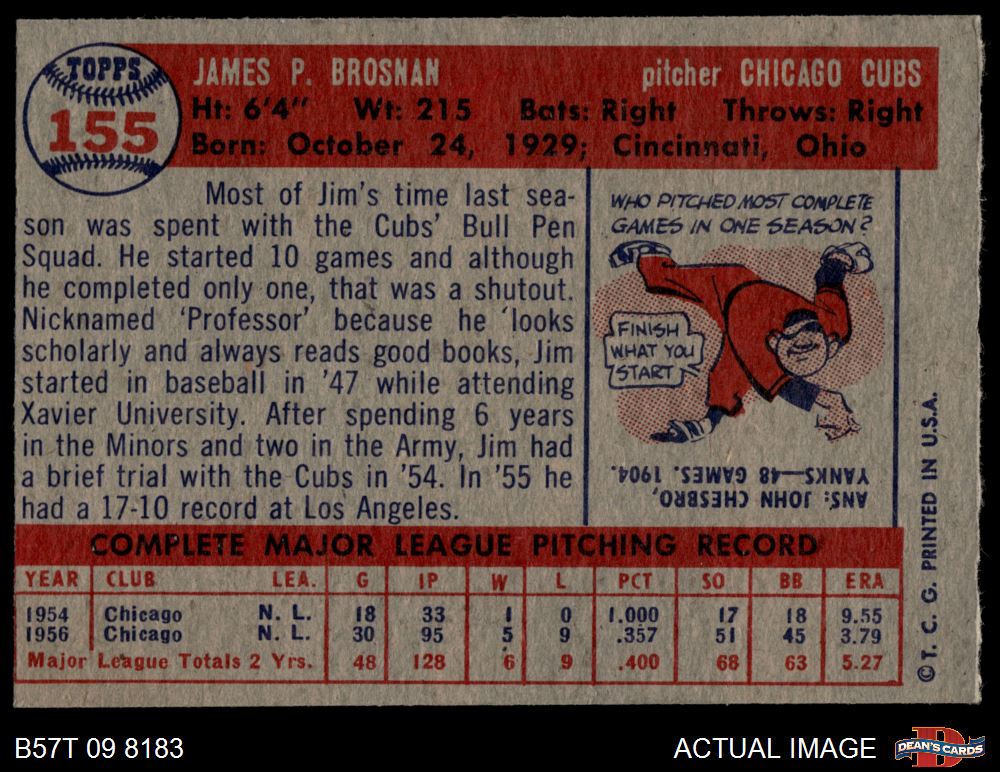 TOPPS
155
JAMES P. BROSNAN pitcher CHICAGO CUBS
Ht: 6'4" Wt: 215 Bats: Right Throws: Right
Born: October 24, 1929; Cincinnati, Ohio
Most of Jim's time last sea-
son was spent with the Cubs' Bull Pen
Squad. He started 10 games and although
he completed only one, that was a shutout.
Nicknamed 'Professor' because he looks
scholarly and always reads good books, Jim
started in baseball in '47 while attending
Xavier University. After spending 6 years
in the Minors and two in the Army, Jim had
a brief trial with the Cubs in '54. In '55 he
had a 17-10 record at Los Angeles.
WHO PITCHED MOST COMPLETE
GAMES IN ONE SEASON?
FINISH
WHAT YOU
START
ANS: JOHN CHESBRO,
YANKS—48 GAMES. 1904.
COMPLETE MAJOR LEAGUE PITCHING RECORD
YEAR CLUB LEA. G IP W L PCT SO BB ERA
1954 Chicago N. L. 18 33 1 0 1.000 17 18 9.55
1956 Chicago N. L. 30 95 5 9 .357 51 45 3.79
Major League Totals 2 Yrs. 48 128 6 9 .400 68 63 5.27
© T. C. G. PRINTED IN U.S.A.
B57T 09 8183 ACTUAL IMAGE
DEAN'S CARDS